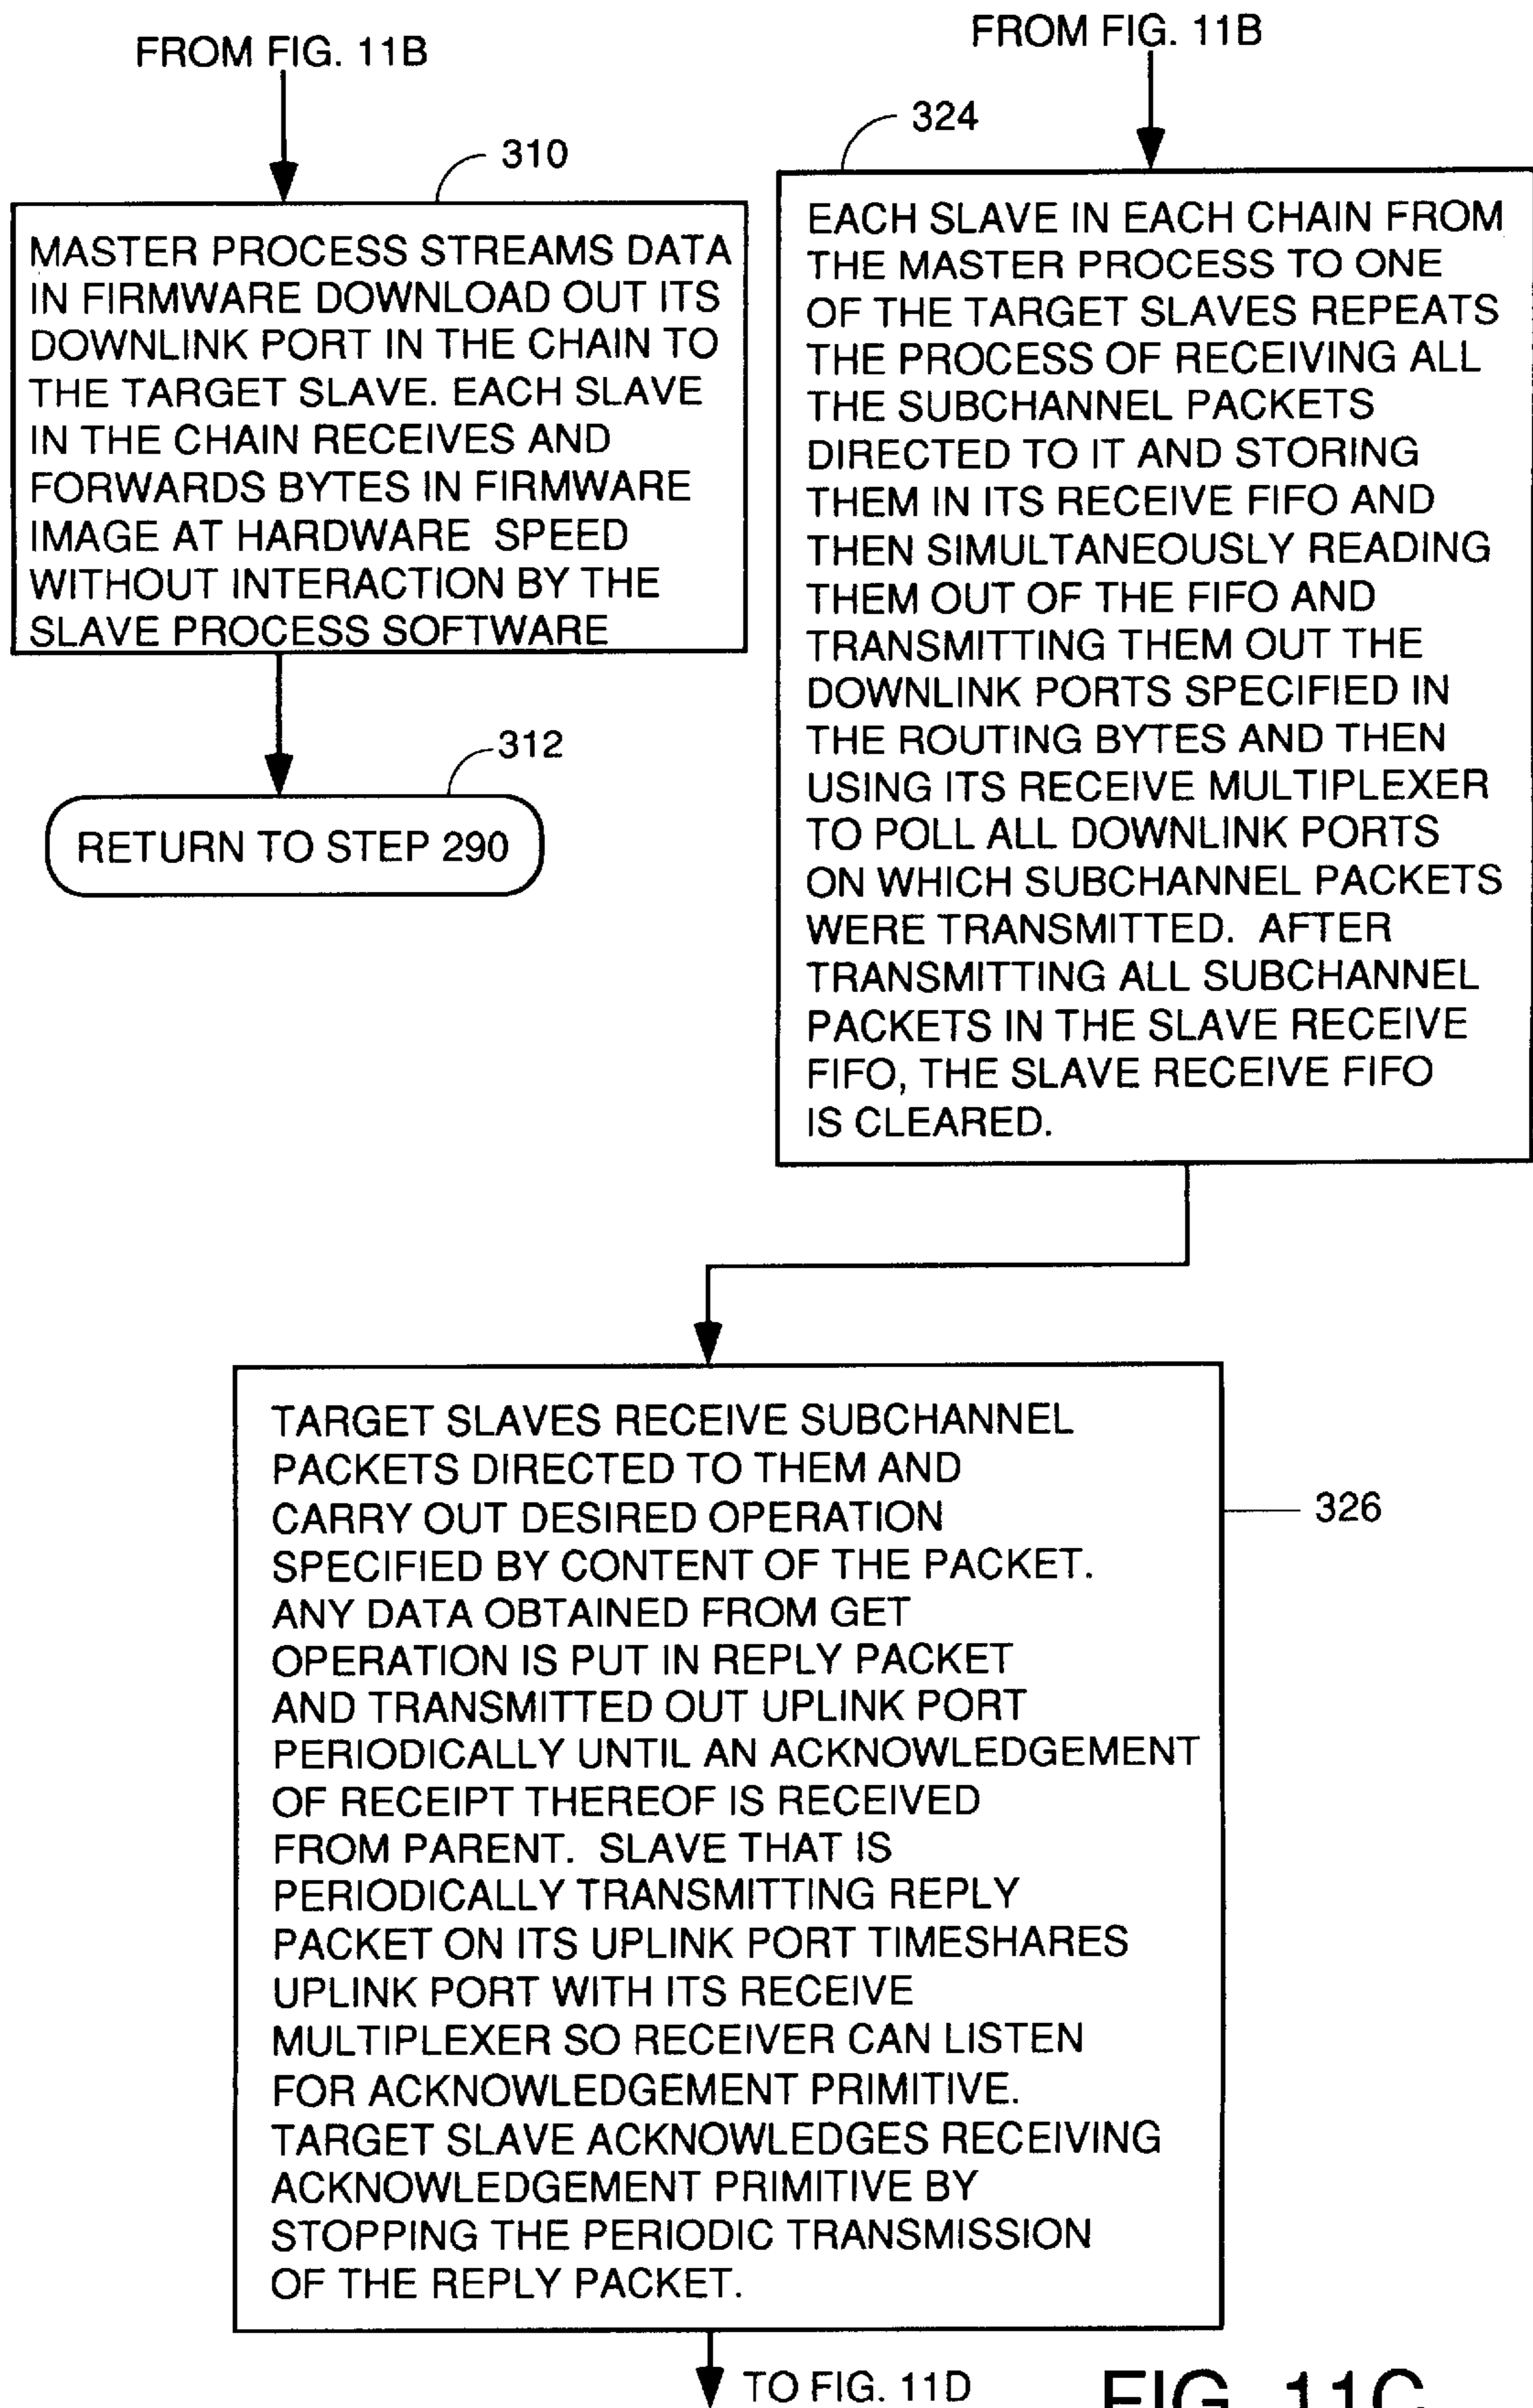 FROM FIG. 11B
310
MASTER PROCESS STREAMS DATA
IN FIRMWARE DOWNLOAD OUT ITS
DOWNLINK PORT IN THE CHAIN TO
THE TARGET SLAVE. EACH SLAVE
IN THE CHAIN RECEIVES AND
FORWARDS BYTES IN FIRMWARE
IMAGE AT HARDWARE SPEED
WITHOUT INTERACTION BY THE
SLAVE PROCESS SOFTWARE
312
RETURN TO STEP 290
FROM FIG. 11B
324
EACH SLAVE IN EACH CHAIN FROM
THE MASTER PROCESS TO ONE
OF THE TARGET SLAVES REPEATS
THE PROCESS OF RECEIVING ALL
THE SUBCHANNEL PACKETS
DIRECTED TO IT AND STORING
THEM IN ITS RECEIVE FIFO AND
THEN SIMULTANEOUSLY READING
THEM OUT OF THE FIFO AND
TRANSMITTING THEM OUT THE
DOWNLINK PORTS SPECIFIED IN
THE ROUTING BYTES AND THEN
USING ITS RECEIVE MULTIPLEXER
TO POLL ALL DOWNLINK PORTS
ON WHICH SUBCHANNEL PACKETS
WERE TRANSMITTED. AFTER
TRANSMITTING ALL SUBCHANNEL
PACKETS IN THE SLAVE RECEIVE
FIFO, THE SLAVE RECEIVE FIFO
IS CLEARED.
TARGET SLAVES RECEIVE SUBCHANNEL
PACKETS DIRECTED TO THEM AND
CARRY OUT DESIRED OPERATION
SPECIFIED BY CONTENT OF THE PACKET.
ANY DATA OBTAINED FROM GET
OPERATION IS PUT IN REPLY PACKET
AND TRANSMITTED OUT UPLINK PORT
PERIODICALLY UNTIL AN ACKNOWLEDGEMENT
OF RECEIPT THEREOF IS RECEIVED
FROM PARENT. SLAVE THAT IS
PERIODICALLY TRANSMITTING REPLY
PACKET ON ITS UPLINK PORT TIMESHARES
UPLINK PORT WITH ITS RECEIVE
MULTIPLEXER SO RECEIVER CAN LISTEN
FOR ACKNOWLEDGEMENT PRIMITIVE.
TARGET SLAVE ACKNOWLEDGES RECEIVING
ACKNOWLEDGEMENT PRIMITIVE BY
STOPPING THE PERIODIC TRANSMISSION
OF THE REPLY PACKET.
326
TO FIG. 11D
FIG. 11C